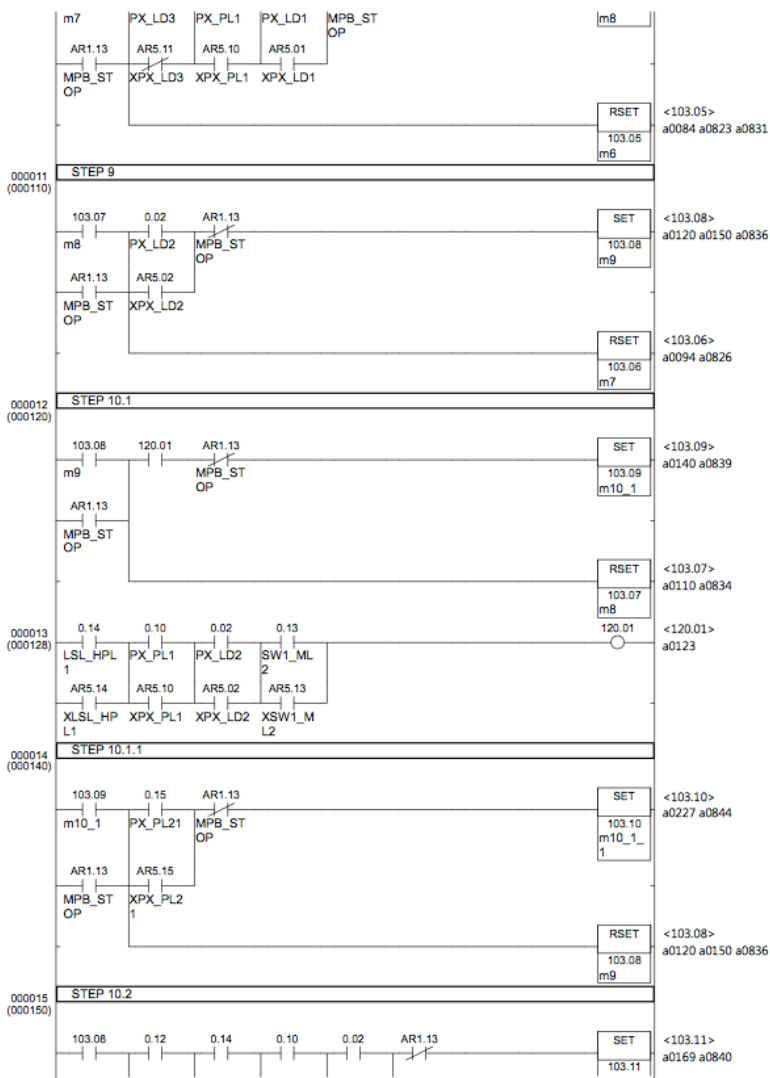 m7 PX_LD3 PX_PL1 PX_LD1 MPB_ST m8
OP
AR1.13 AR5.11 AR5.10 AR5.01
MPB_ST XPX_LD3 XPX_PL1 XPX_LD1
OP
RSET <103.05>
a0084 a0823 a0831
103.05
m6
000011 STEP 9
(000110)
103.07 0.02 AR1.13 SET <103.08>
a0120 a0150 a0836
m8 PX_LD2 MPB_ST 103.08
OP m9
AR1.13 AR5.02
MPB_ST XPX_LD2
OP
RSET <103.06>
a0094 a0826
103.06
m7
000012 STEP 10.1
(000120)
103.08 120.01 AR1.13 SET <103.09>
a0140 a0839
m9 MPB_ST 103.09
OP m10_1
AR1.13
MPB_ST
OP
RSET <103.07>
a0110 a0834
103.07
m8
000013 0.14 0.10 0.02 0.13 120.01 <120.01>
(000128) a0123
LSL_HPL PX_PL1 PX_LD2 SW1_ML
1 2
AR5.14 AR5.10 AR5.02 AR5.13
XLSL_HP XPX_PL1 XPX_LD2 XSW1_M
L1 L2
000014 STEP 10.1.1
(000140)
103.09 0.15 AR1.13 SET <103.10>
a0227 a0844
m10_1 PX_PL21 MPB_ST 103.10
OP m10_1_
1
AR1.13 AR5.15
MPB_ST XPX_PL2
OP 1
RSET <103.08>
a0120 a0150 a0836
103.08
m9
000015 STEP 10.2
(000150)
103.08 0.12 0.14 0.10 0.02 AR1.13 SET <103.11>
a0169 a0840
103.11